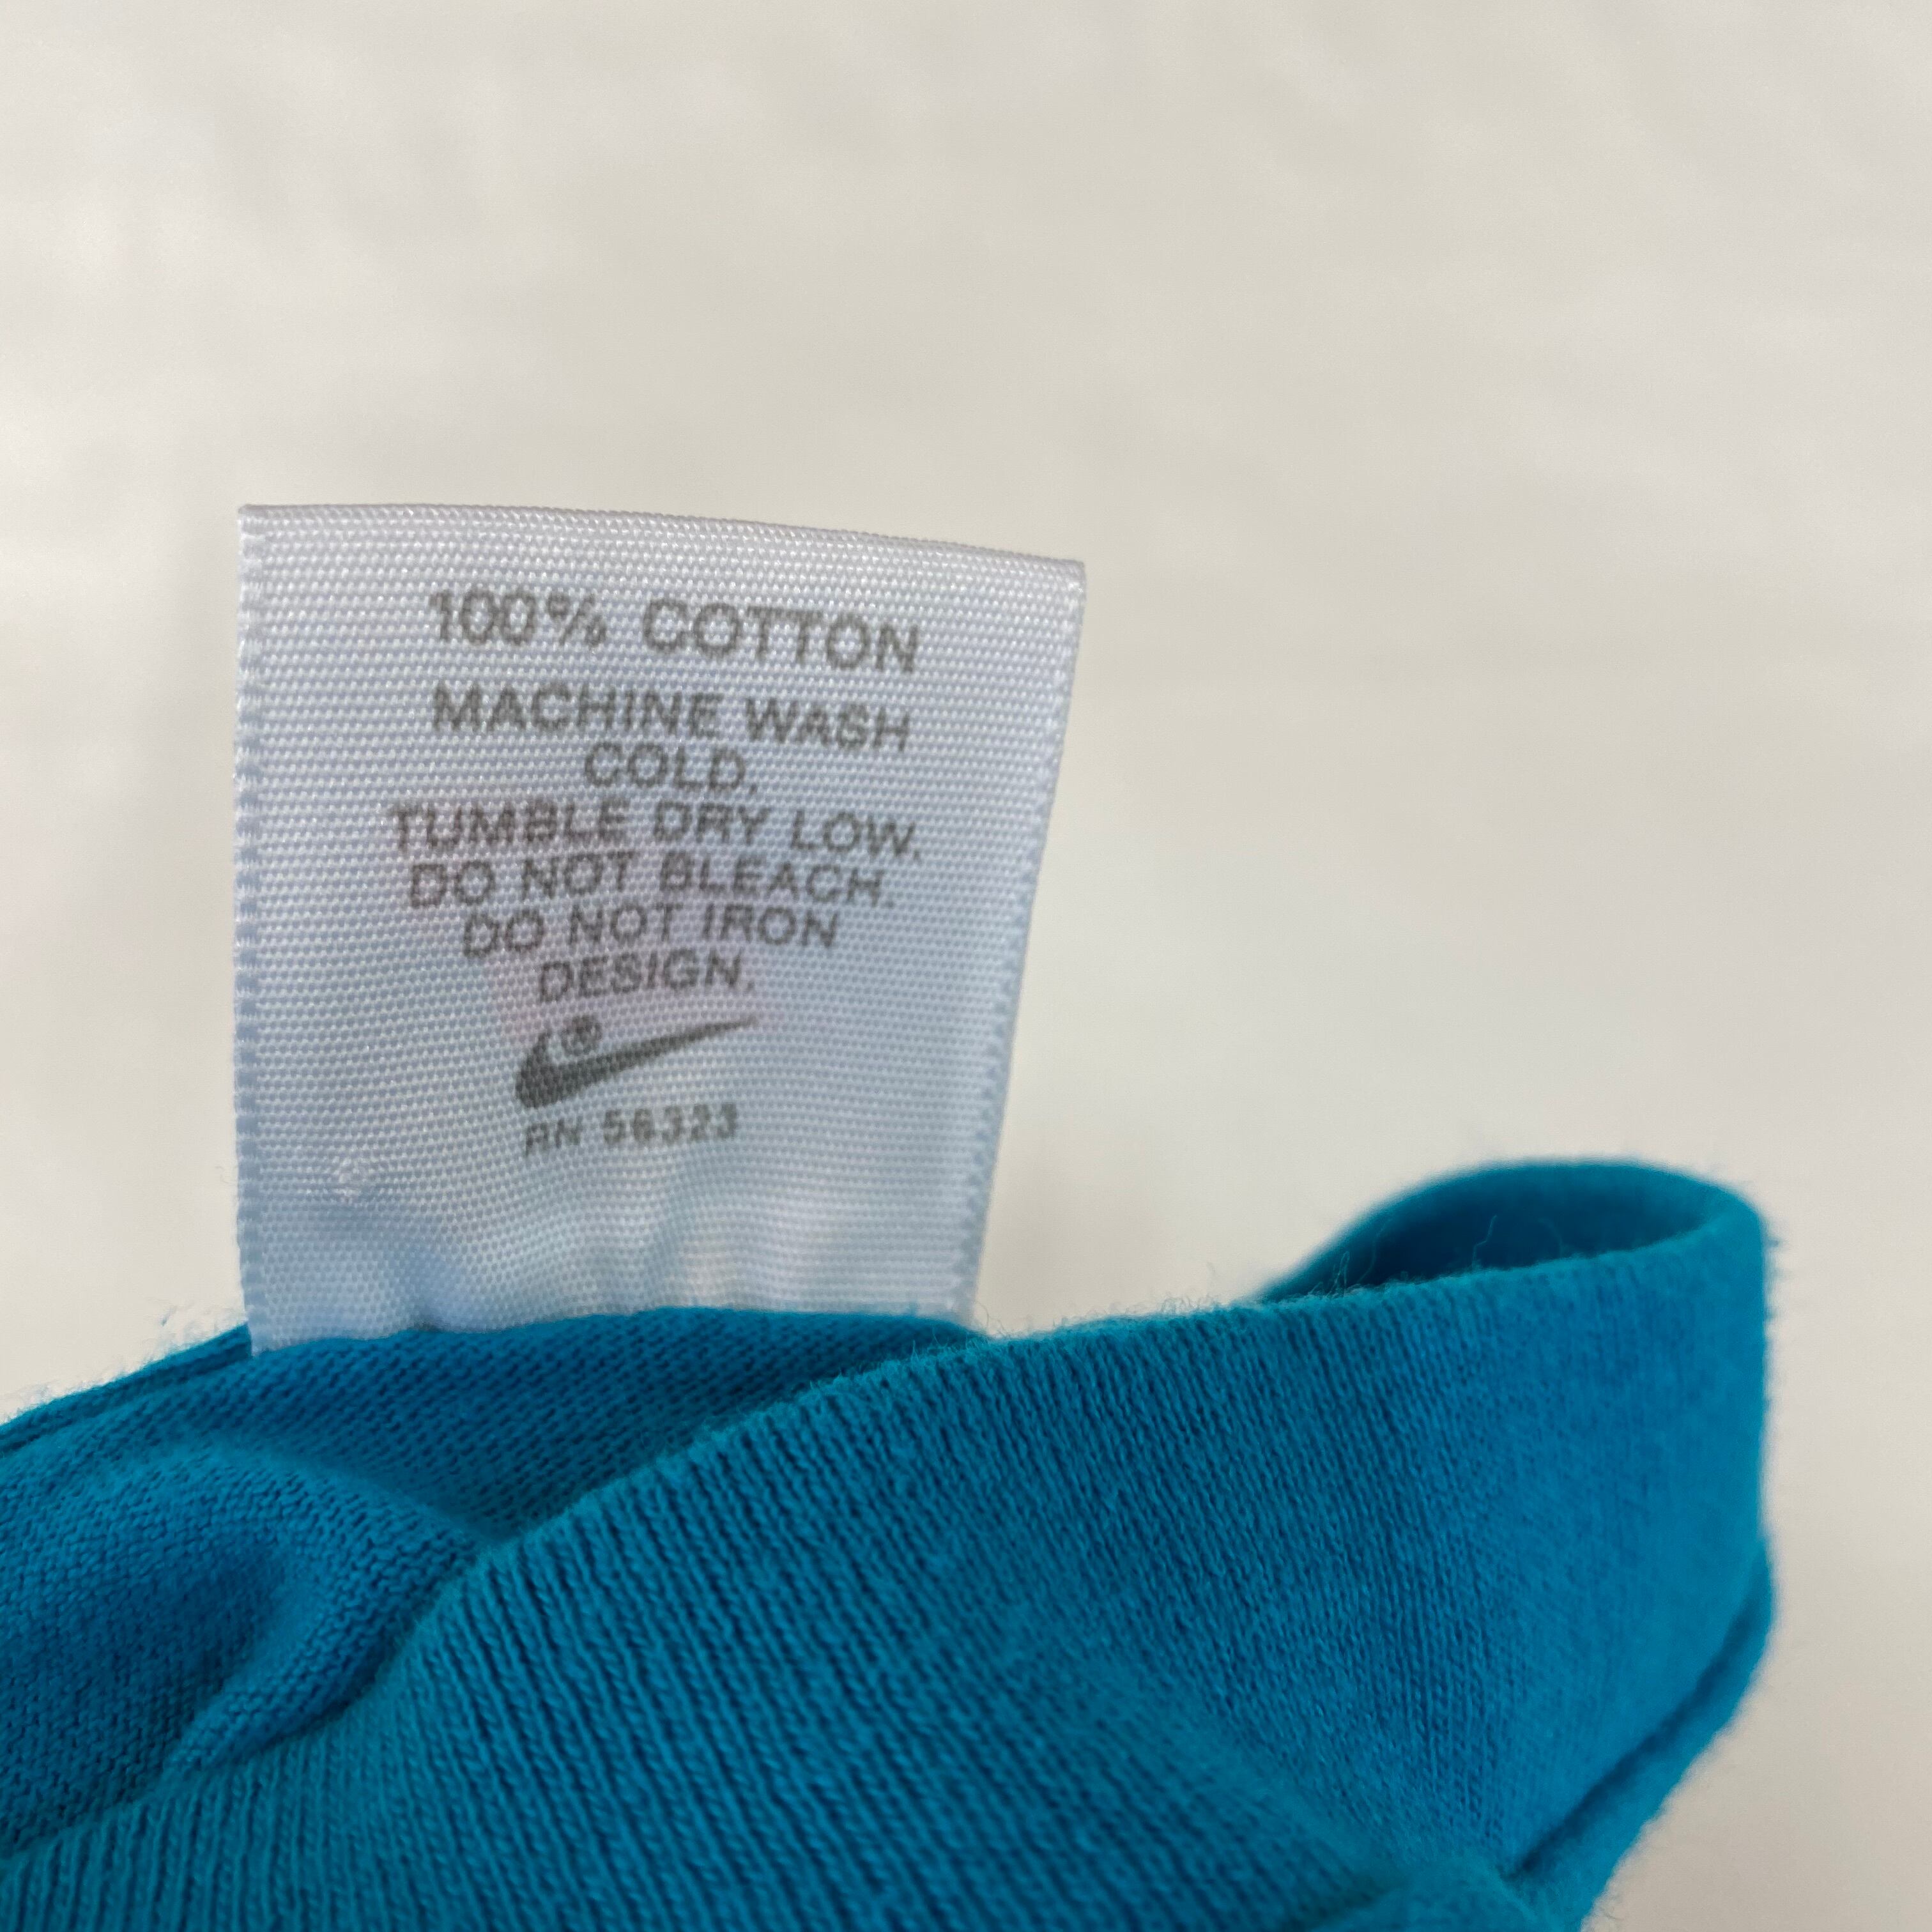 100% COTTON
MACHINE WASH
COLD.
TUMBLE DRY LOW.
DO NOT BLEACH.
DO NOT IRON
DESIGN.
®
RN 56323